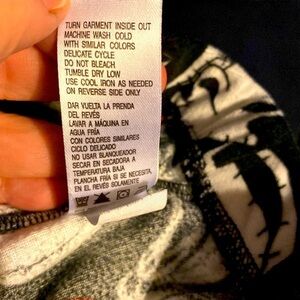 TURN GARMENT INSIDE OUT
MACHINE WASH COLD
WITH SIMILAR COLORS
DELICATE CYCLE
DO NOT BLEACH
TUMBLE DRY LOW
USE COOL IRON AS NEEDED
ON REVERSE SIDE ONLY
DAR VUELTA LA PRENDA
DEL REVÉS
LAVAR A MÁQUINA EN
AGUA FRÍA
CON COLORES SIMILARES
CICLO DELICADO
NO USAR BLANQUEADOR
SECAR EN SECADORA A
TEMPERATURA BAJA
PLANCHA FRÍA SI SE NECESITA,
EN EL REVÉS SOLAMENTE